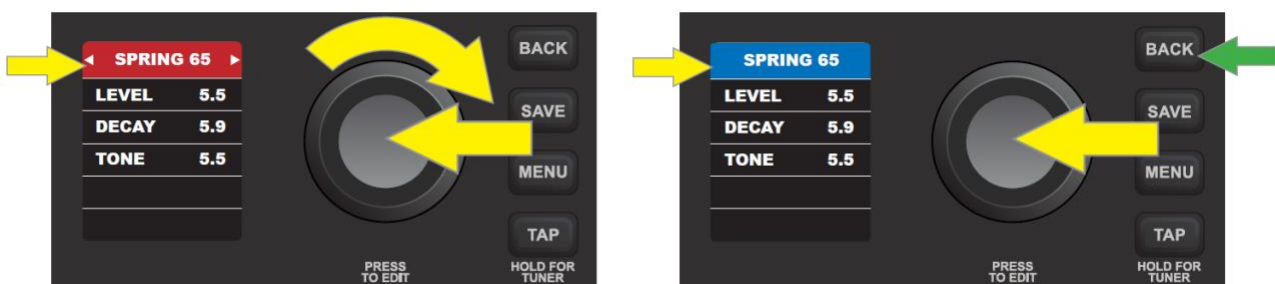 SPRING 65
LEVEL 5.5
DECAY 5.9
TONE 5.5
PRESS
TO EDIT
BACK
SAVE
MENU
TAP
HOLD FOR
TUNER
SPRING 65
LEVEL 5.5
DECAY 5.9
TONE 5.5
PRESS
TO EDIT
BACK
SAVE
MENU
TAP
HOLD FOR
TUNER